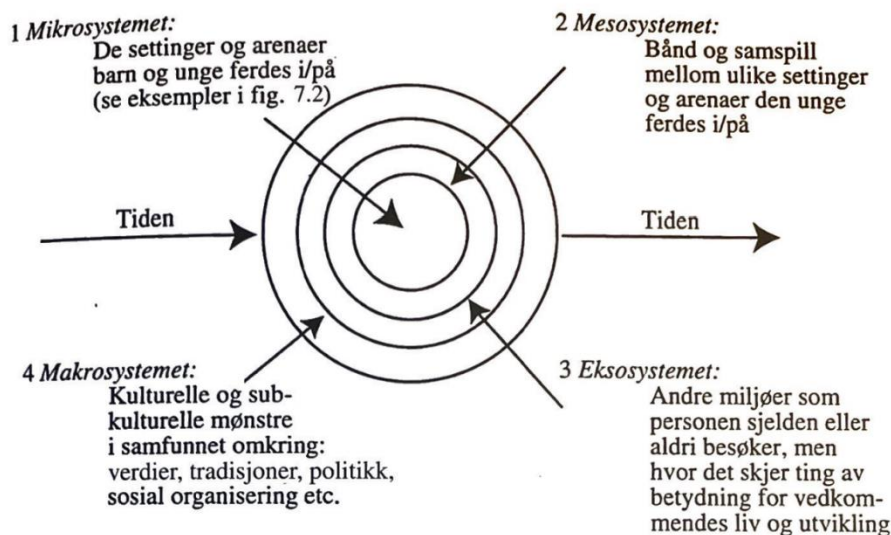 1 Mikrosystemet:
De settinger og arenaer
barn og unge ferdes i/på
(se eksempler i fig. 7.2)
2 Mesosystemet:
Bånd og samspill
mellom ulike settinger
og arenaer den unge
ferdes i/på
Tiden
Tiden
4 Makrosystemet:
Kulturelle og sub-
kulturelle mønstre
i samfunnet omkring:
verdier, tradisjoner, politikk,
sosial organisering etc.
3 Eksosystemet:
Andre miljøer som
personen sjelden eller
aldri besøker, men
hvor det skjer ting av
betydning for vedkom-
mendes liv og utvikling